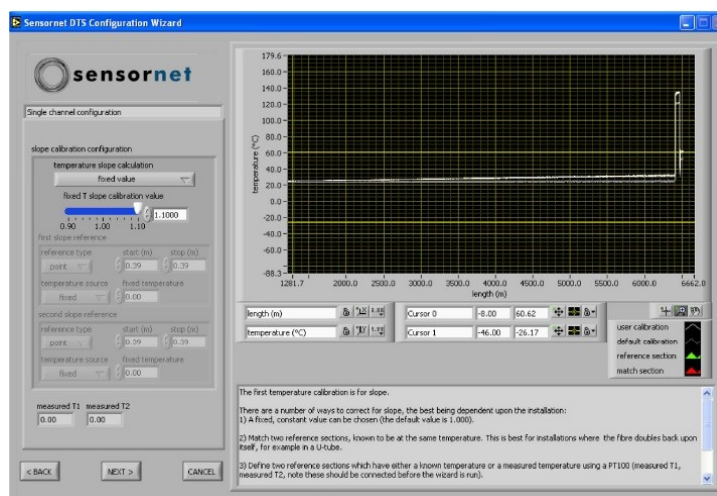 Sensornet DTS Configuration Wizard
sensornet
Single channel configuration
slope calibration configuration
temperature slope calculation
fixed value
fixed T slope calibration value
1.1000
0.90 1.00 1.10
first slope reference
reference type start (m) stop (m)
point 0.39 0.39
temperature source fixed temperature
fixed 0.00
second slope reference
reference type start (m) stop (m)
point 0.39 0.39
temperature source fixed temperature
fixed 0.00
measured T1 measured T2
0.00 0.00
< BACK NEXT > CANCEL
temperature (°C)
179.6
160.0
140.0
120.0
100.0
80.0
60.0
40.0
20.0
0.0
-20.0
-40.0
-60.0
-88.3
1281.7 2000.0 2500.0 3000.0 3500.0 4000.0 4500.0 5000.0 5500.0 6000.0 6662.0
length (m)
length (m)
temperature (°C)
Cursor 0 -8.00 60.62
Cursor 1 -46.00 -26.17
user calibration
default calibration
reference section
match section
The first temperature calibration is for slope.
There are a number of ways to correct for slope, the best being dependent upon the installation:
1) A fixed, constant value can be chosen (the default value is 1.000).
2) Match two reference sections, known to be at the same temperature. This is best for installations where the fibre doubles back upon
itself, for example in a U-tube.
3) Define two reference sections which have either a known temperature or a measured temperature using a PT100 (measured T1,
measured T2, note these should be connected before the wizard is run).